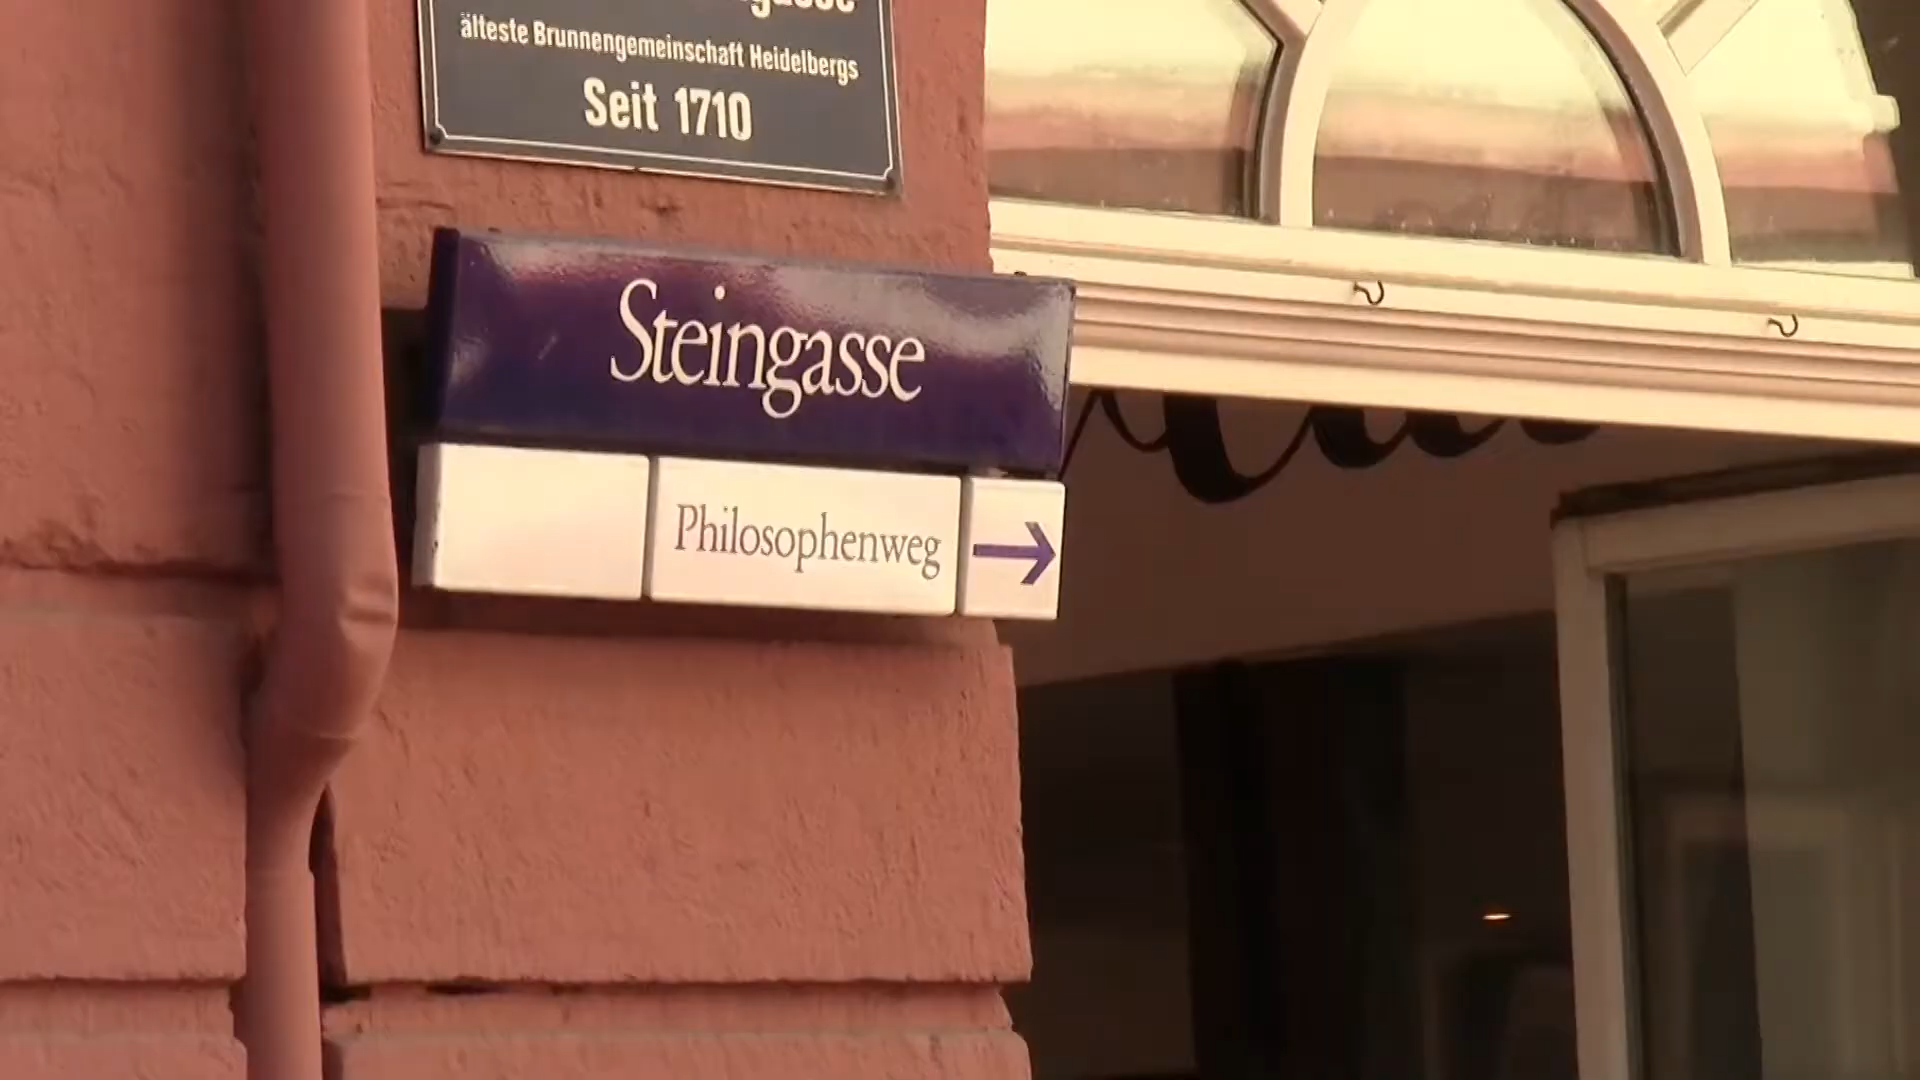 älteste Brunnengemeinschaft Heidelbergs
Seit 1710
Steingasse
Philosophenweg